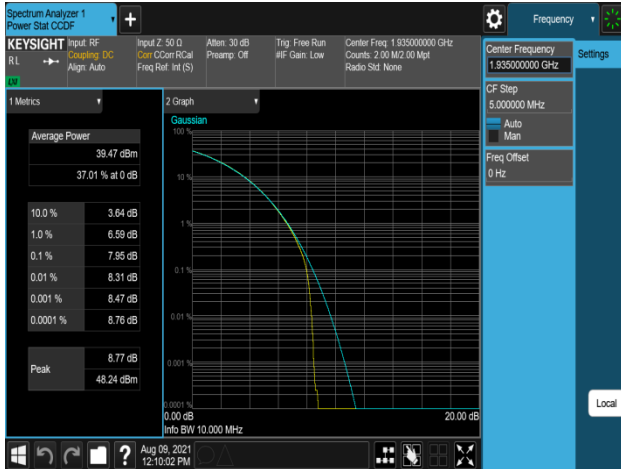 Spectrum Analyzer 1
Power Stat CCDF
Frequency
KEYSIGHT
RL
LXI
Input: RF
Coupling: DC
Align: Auto
Input Z: 50 Ω
Corr CCorr RCal
Freq Ref: Int (S)
Atten: 30 dB
Preamp: Off
Trig: Free Run
#IF Gain: Low
Center Freq: 1.935000000 GHz
Counts: 2.00 M/2.00 Mpt
Radio Std: None
Center Frequency
1.935000000 GHz
Settings
CF Step
5.000000 MHz
Auto
Man
Freq Offset
0 Hz
Local
1 Metrics
Average Power
39.47 dBm
37.01 % at 0 dB
10.0 % 3.64 dB
1.0 % 6.59 dB
0.1 % 7.95 dB
0.01 % 8.31 dB
0.001 % 8.47 dB
0.0001 % 8.76 dB
Peak
8.77 dB
48.24 dBm
2 Graph
Gaussian
100 %
10 %
1 %
0.1 %
0.01 %
0.001 %
0.0001 %
0.00 dB 20.00 dB
Info BW 10.000 MHz
?
Aug 09, 2021
12:10:02 PM